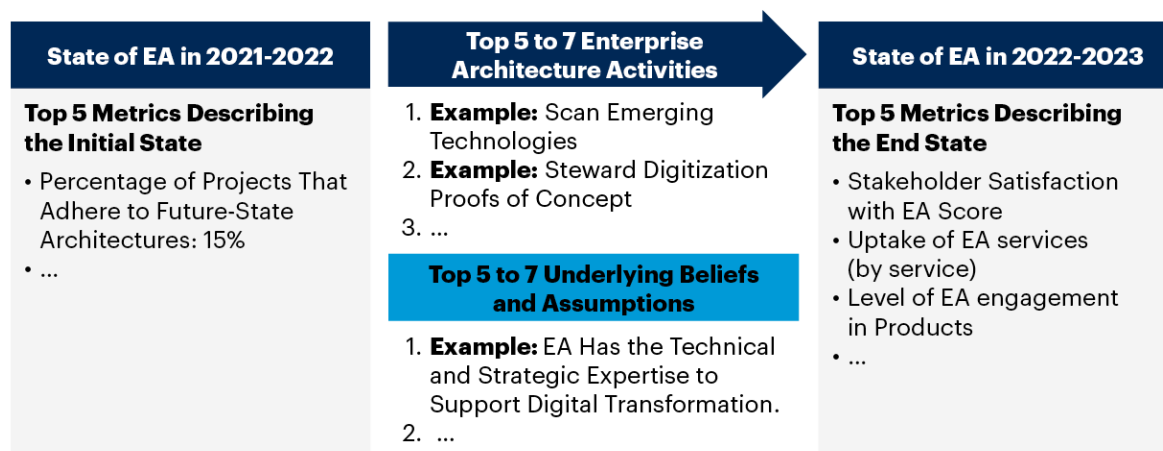 State of EA in 2021-2022
Top 5 Metrics Describing
the Initial State
• Percentage of Projects That
Adhere to Future-State
Architectures: 15%
• ...
Top 5 to 7 Enterprise
Architecture Activities
1. Example: Scan Emerging
Technologies
2. Example: Steward Digitization
Proofs of Concept
3. ...
Top 5 to 7 Underlying Beliefs
and Assumptions
1. Example: EA Has the Technical
and Strategic Expertise to
Support Digital Transformation.
2. ...
State of EA in 2022-2023
Top 5 Metrics Describing
the End State
• Stakeholder Satisfaction
with EA Score
• Uptake of EA services
(by service)
• Level of EA engagement
in Products
• ...